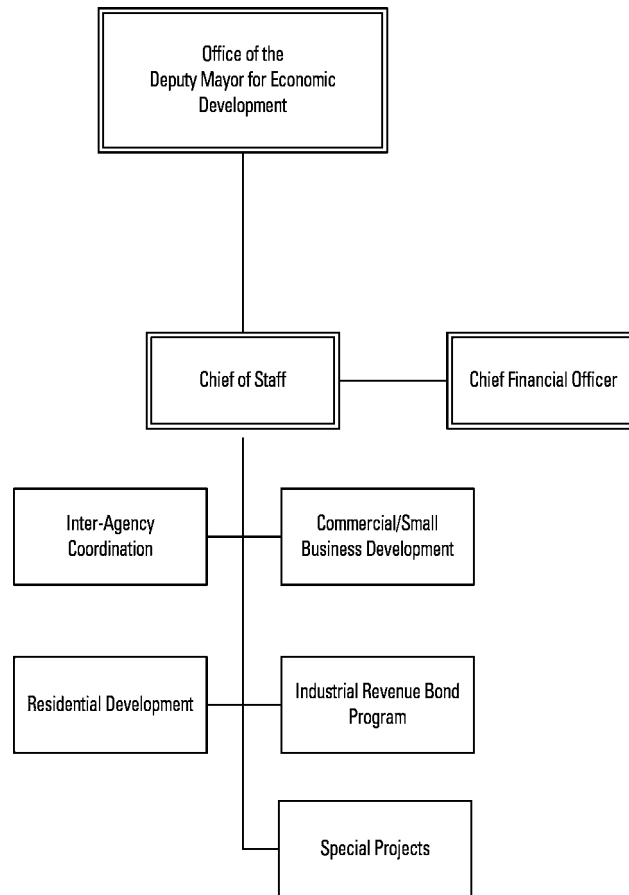 Office of the
Deputy Mayor for Economic
Development
Chief of Staff
Chief Financial Officer
Inter-Agency
Coordination
Commercial/Small
Business Development
Residential Development
Industrial Revenue Bond
Program
Special Projects